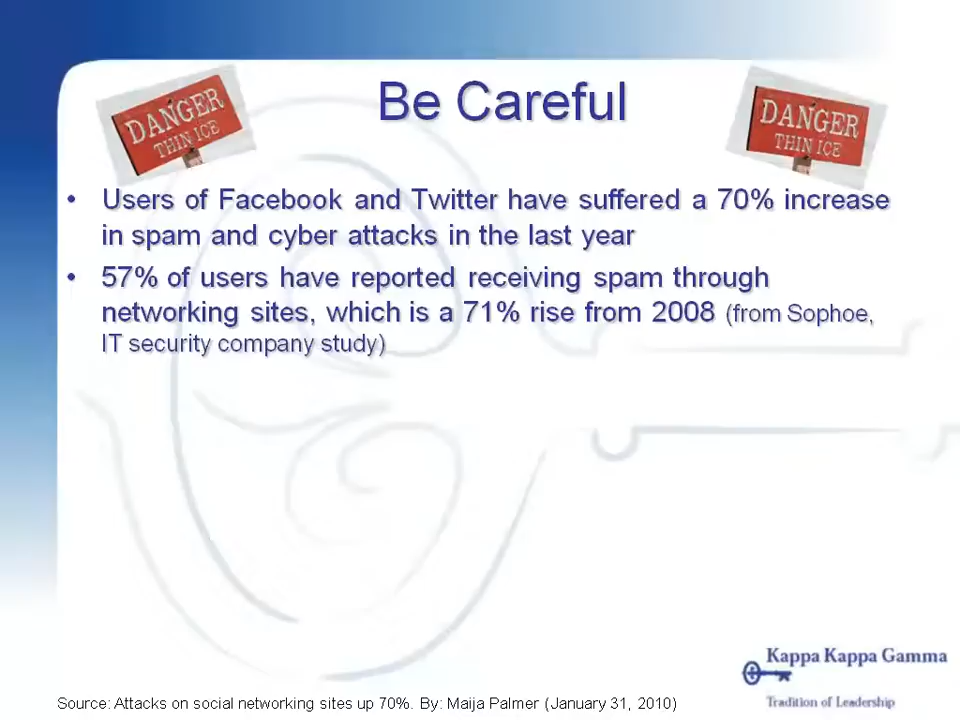 Be Careful
DANGER
THIN ICE
DANGER
THIN ICE
• Users of Facebook and Twitter have suffered a 70% increase
in spam and cyber attacks in the last year
• 57% of users have reported receiving spam through
networking sites, which is a 71% rise from 2008 (from Sophoe,
IT security company study)
Kappa Kappa Gamma
Tradition of Leadership
Source: Attacks on social networking sites up 70%. By: Maija Palmer (January 31, 2010)